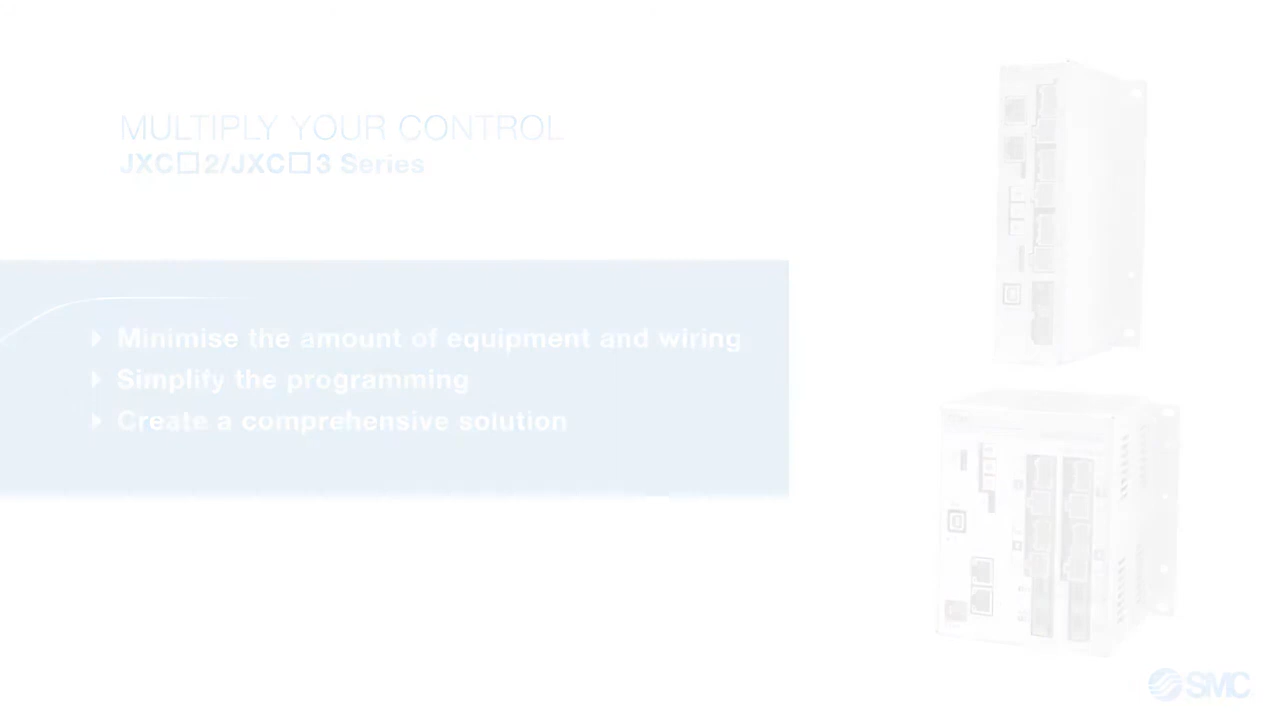 MULTIPLY YOUR CONTROL
JXC□2/JXC□3 Series
Minimise the amount of equipment and wiring
Simplify the programming
Create a comprehensive solution
SMC